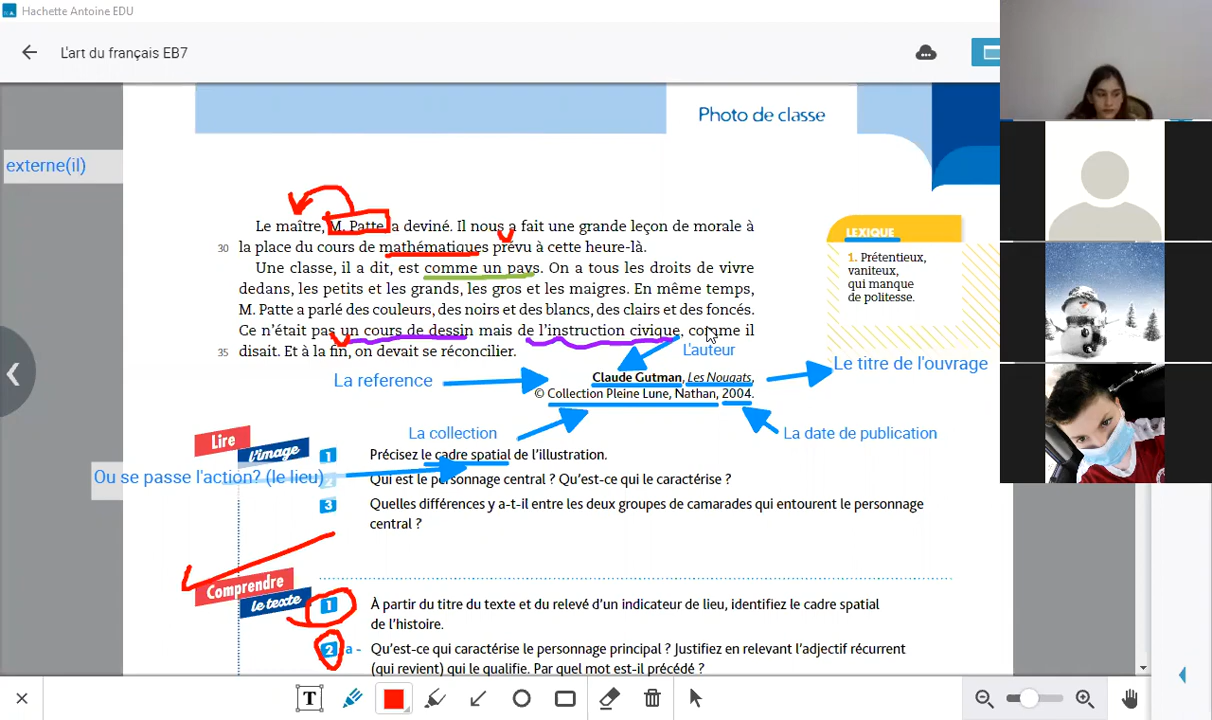 Hachette Antoine EDU
L'art du français EB7
Photo de classe
externe(il)
Le maître, M. Patte a deviné. Il nous a fait une grande leçon de morale à
30 la place du cours de mathématiques prévu à cette heure-là.
Une classe, il a dit, est comme un pays. On a tous les droits de vivre
dedans, les petits et les grands, les gros et les maigres. En même temps,
M. Patte a parlé des couleurs, des noirs et des blancs, des clairs et des foncés.
Ce n'était pas un cours de dessin mais de l'instruction civique, comme il
35 disait. Et à la fin, on devait se réconcilier.
LEXIQUE
1. Prétentieux,
vaniteux,
qui manque
de politesse.
L'auteur
La reference
Claude Gutman, Les Nougats,
Le titre de l'ouvrage
© Collection Pleine Lune, Nathan, 2004.
La collection
La date de publication
Lire
l'image
1 Précisez le cadre spatial de l'illustration.
Ou se passe l'action? (le lieu)
2 Qui est le personnage central ? Qu'est-ce qui le caractérise ?
3 Quelles différences y a-t-il entre les deux groupes de camarades qui entourent le personnage
central ?
Comprendre
le texte
1 À partir du titre du texte et du relevé d'un indicateur de lieu, identifiez le cadre spatial
de l'histoire.
2 a - Qu'est-ce qui caractérise le personnage principal ? Justifiez en relevant l'adjectif récurrent
(qui revient) qui le qualifie. Par quel mot est-il précédé ?
T